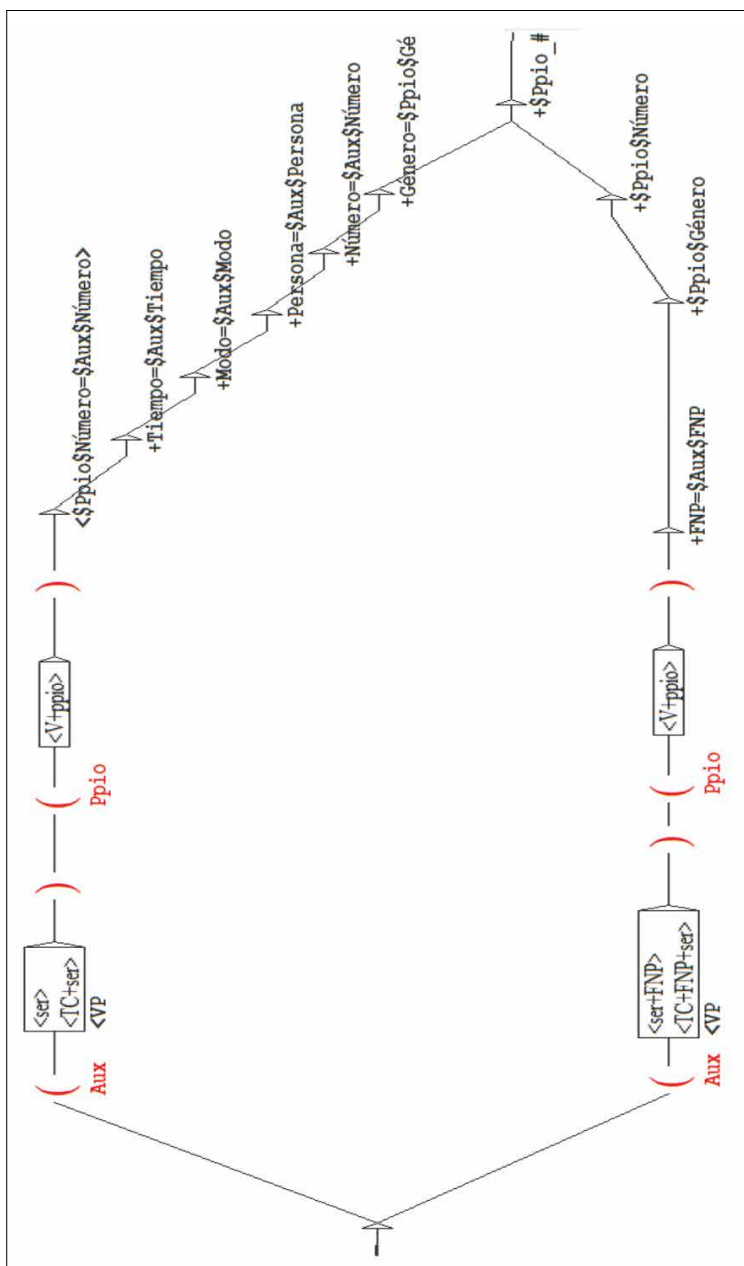 <ser>
<TC+ser>
<VP
Aux
(
)
(
Ppio
<V+ppio>
)
<$Ppio$Número=$Aux$Número>
+Tiempo=$Aux$Tiempo
+Modo=$Aux$Modo
+Persona=$Aux$Persona
+Número=$Aux$Número
+Género=$Ppio$Gé
+$Ppio_#
(
Aux
<ser+FNP>
<TC+FNP+ser>
<VP
)
(
Ppio
<V+ppio>
)
+FNP=$Aux$FNP
+$Ppio$Género
+$Ppio$Número